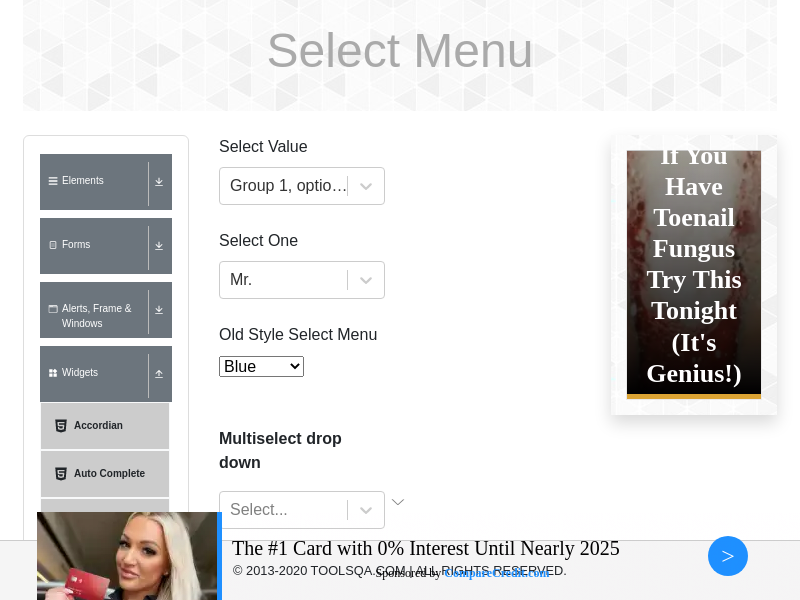 Select Menu
Elements
Forms
Alerts, Frame &
Windows
Widgets
Accordian
Auto Complete
Select Value
Group 1, optio…
Select One
Mr.
Old Style Select Menu
Blue
Multiselect drop
down
Select...
If You
Have
Toenail
Fungus
Try This
Tonight
(It's
Genius!)
The #1 Card with 0% Interest Until Nearly 2025
© 2013-2020 TOOLSQA.COM | ALL RIGHTS RESERVED.
Sponsored by CompareCredit.com
>